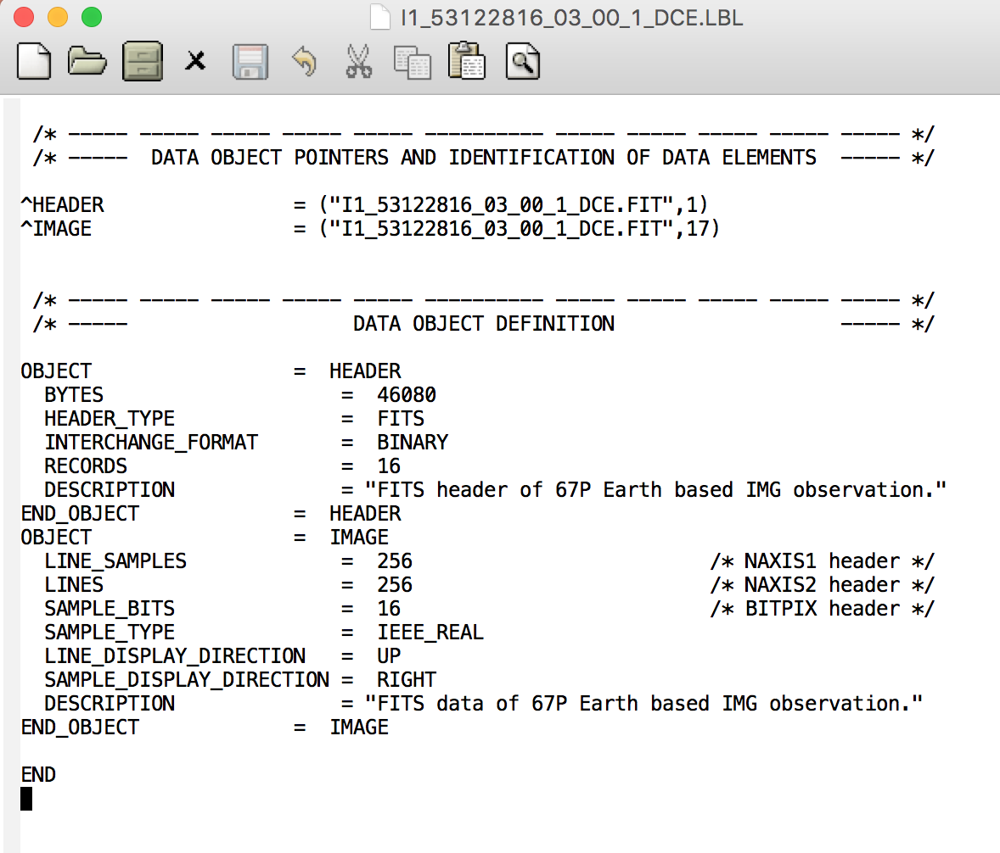 I1_53122816_03_00_1_DCE.LBL
/* ----- ----- ----- ----- ----- ---------- ----- ----- ----- ----- ----- */
/* -----  DATA OBJECT POINTERS AND IDENTIFICATION OF DATA ELEMENTS  ----- */
^HEADER                = ("I1_53122816_03_00_1_DCE.FIT",1)
^IMAGE                 = ("I1_53122816_03_00_1_DCE.FIT",17)
/* ----- ----- ----- ----- ----- ---------- ----- ----- ----- ----- ----- */
/* -----                   DATA OBJECT DEFINITION                   ----- */
OBJECT                 =  HEADER
  BYTES                    =  46080
  HEADER_TYPE              =  FITS
  INTERCHANGE_FORMAT       =  BINARY
  RECORDS                  =  16
  DESCRIPTION              = "FITS header of 67P Earth based IMG observation."
END_OBJECT             =  HEADER
OBJECT                 =  IMAGE
  LINE_SAMPLES             =  256                         /* NAXIS1 header */
  LINES                    =  256                         /* NAXIS2 header */
  SAMPLE_BITS              =  16                          /* BITPIX header */
  SAMPLE_TYPE              =  IEEE_REAL
  LINE_DISPLAY_DIRECTION   =  UP
  SAMPLE_DISPLAY_DIRECTION =  RIGHT
  DESCRIPTION              = "FITS data of 67P Earth based IMG observation."
END_OBJECT             =  IMAGE
END